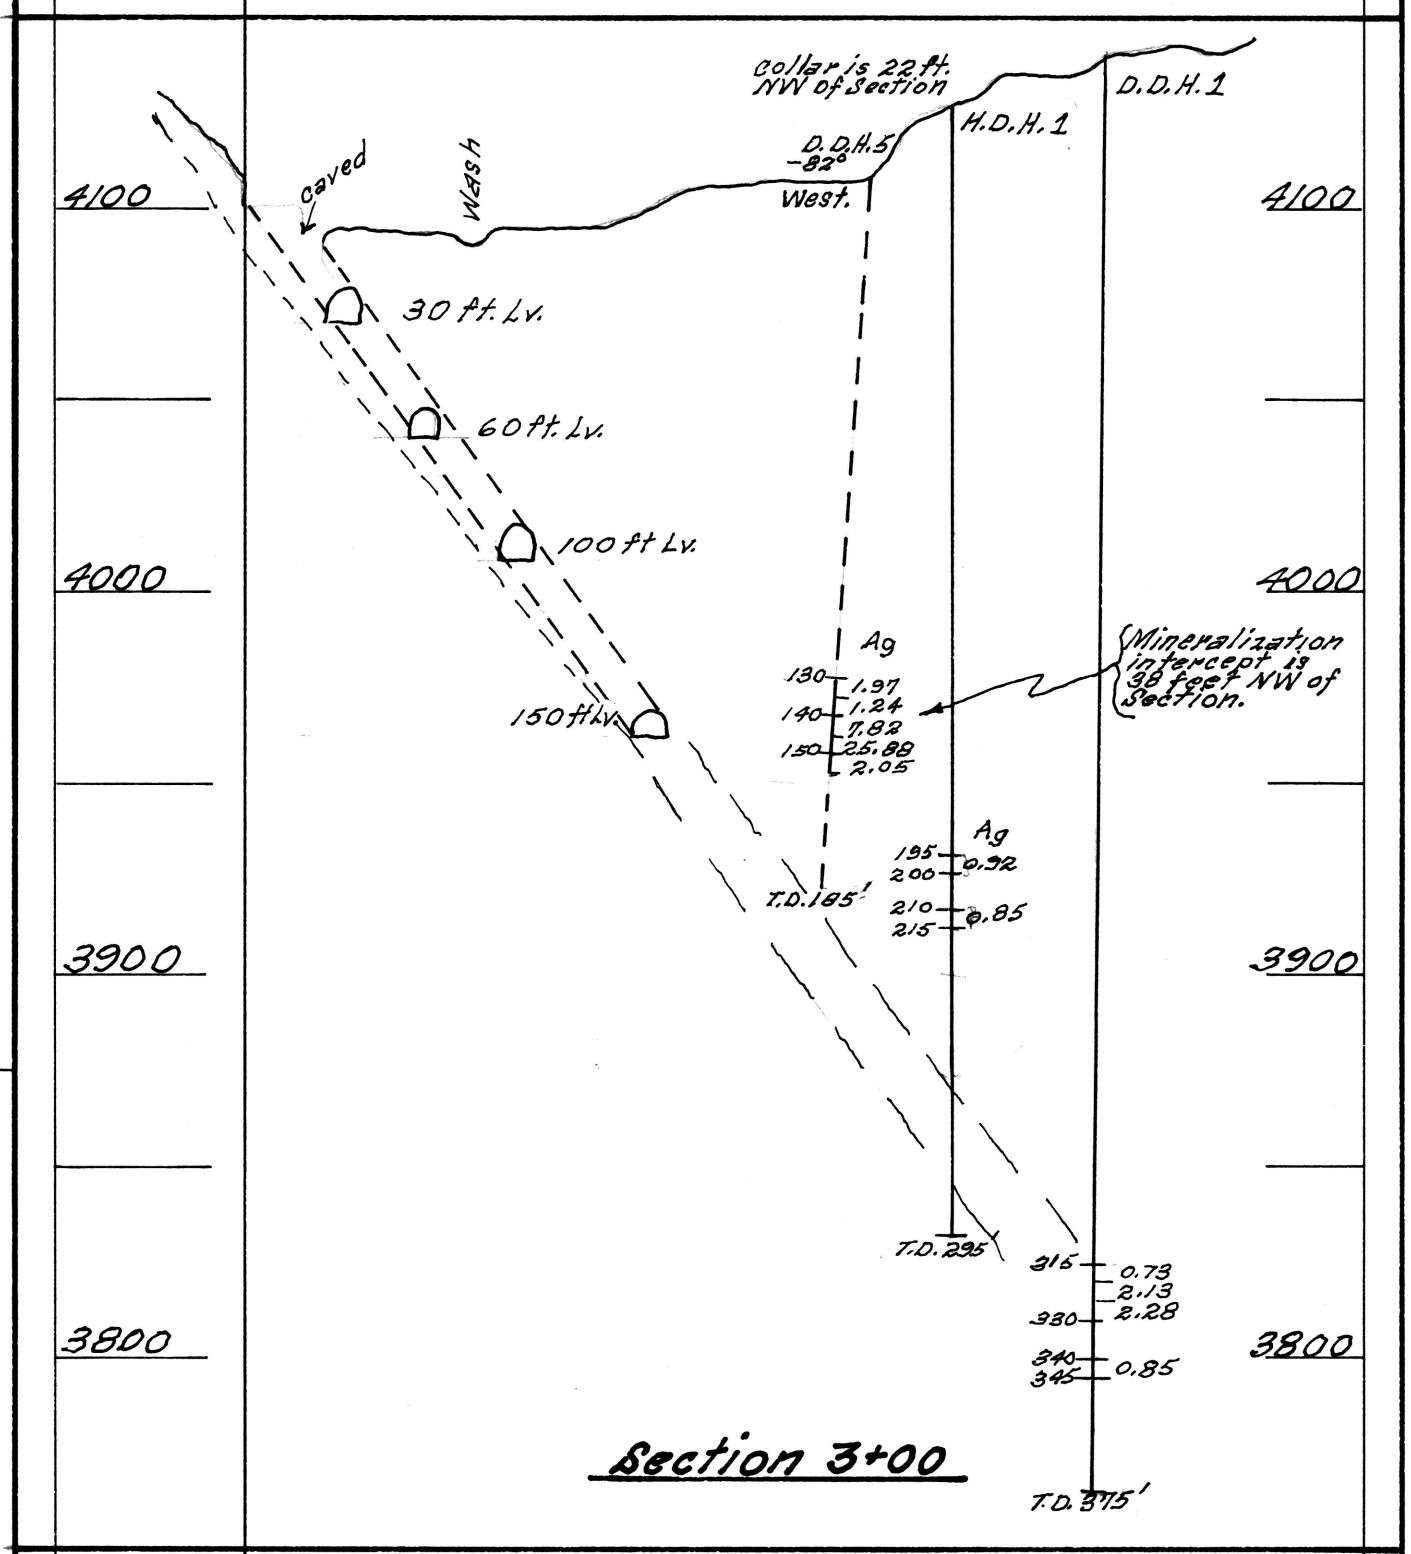 Collar is 22 ft.
NW of Section
D.D.H.1
H.D.H.1
D.D.H.5
-82°
West.
Wash
caved
4100
4100
30 ft. Lv.
60 ft. Lv.
100 ft Lv.
4000
4000
Mineralization
intercept is
38 feet NW of
Section.
Ag
130
1.97
1.24
140
7.82
150
25.88
2.05
150 ft Lv.
Ag
195
0.92
200
T.D. 185'
210
0.85
215
3900
3900
T.D. 295'
315
0.73
2.13
2.28
330
3800
3800
340
0.85
345
Section 3+00
T.D. 375'